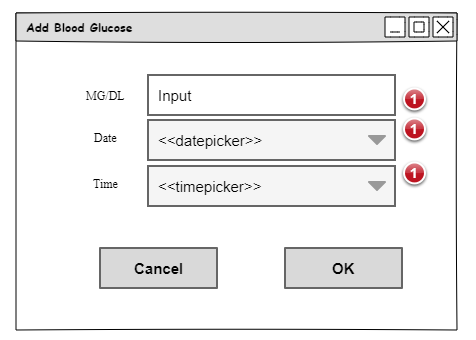 Add Blood Glucose
MG/DL Input 1
Date <<datepicker>> 1
Time <<timepicker>> 1
Cancel OK